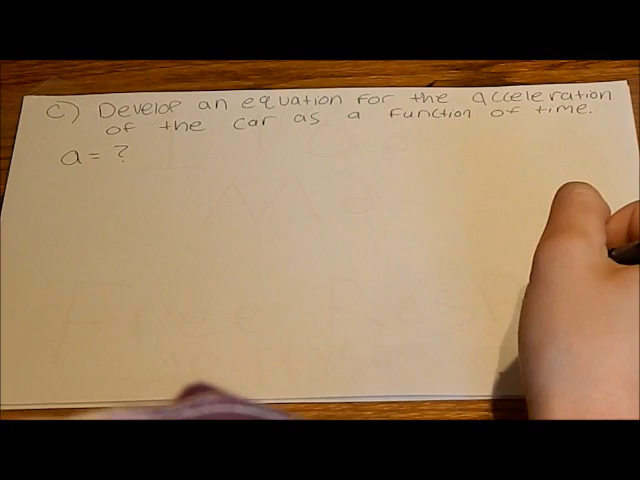 C) Develop an equation for the acceleration
of the car as a function of time.
a = ?